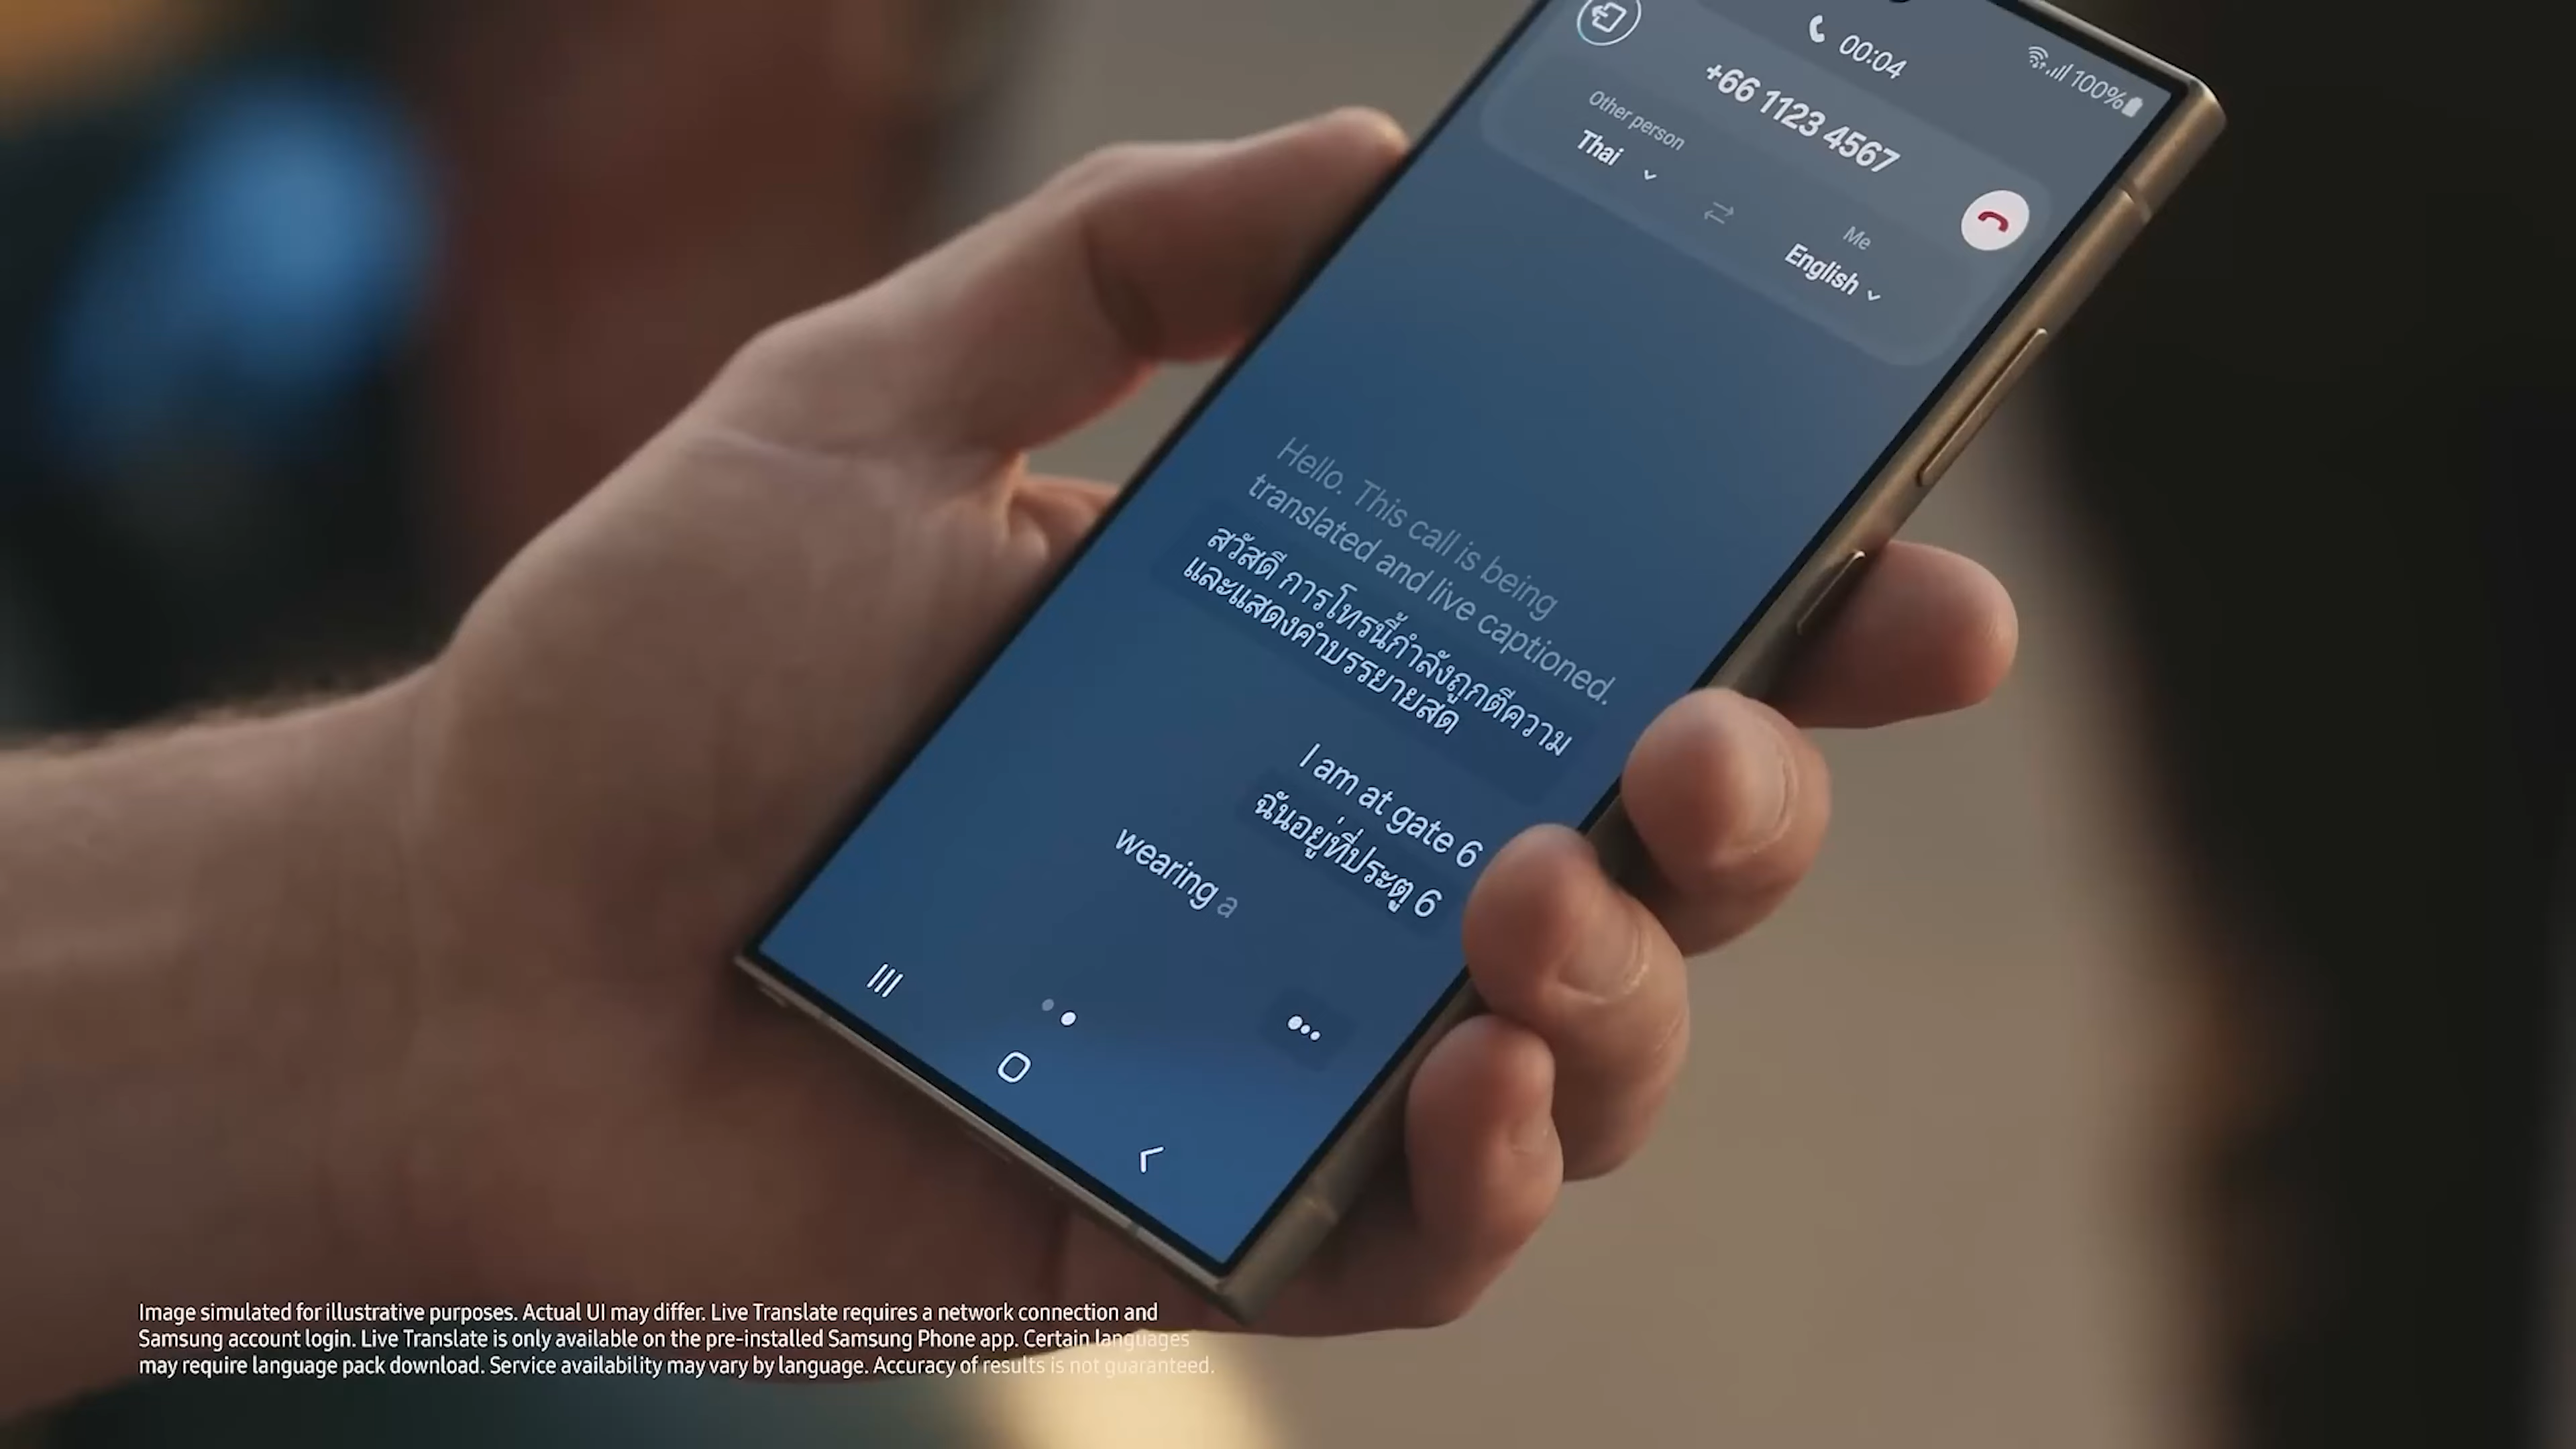 00:04
100%
+66 1123 4567
Other person
Thai
Me
English
Hello. This call is being
translated and live captioned.
สวัสดี การโทรนี้กำลังถูกตีความ
และแสดงคำบรรยายสด
I am at gate 6
ฉันอยู่ที่ประตู 6
wearing a
Image simulated for illustrative purposes. Actual UI may differ. Live Translate requires a network connection and
Samsung account login. Live Translate is only available on the pre-installed Samsung Phone app. Certain languages
may require language pack download. Service availability may vary by language. Accuracy of results is not guaranteed.